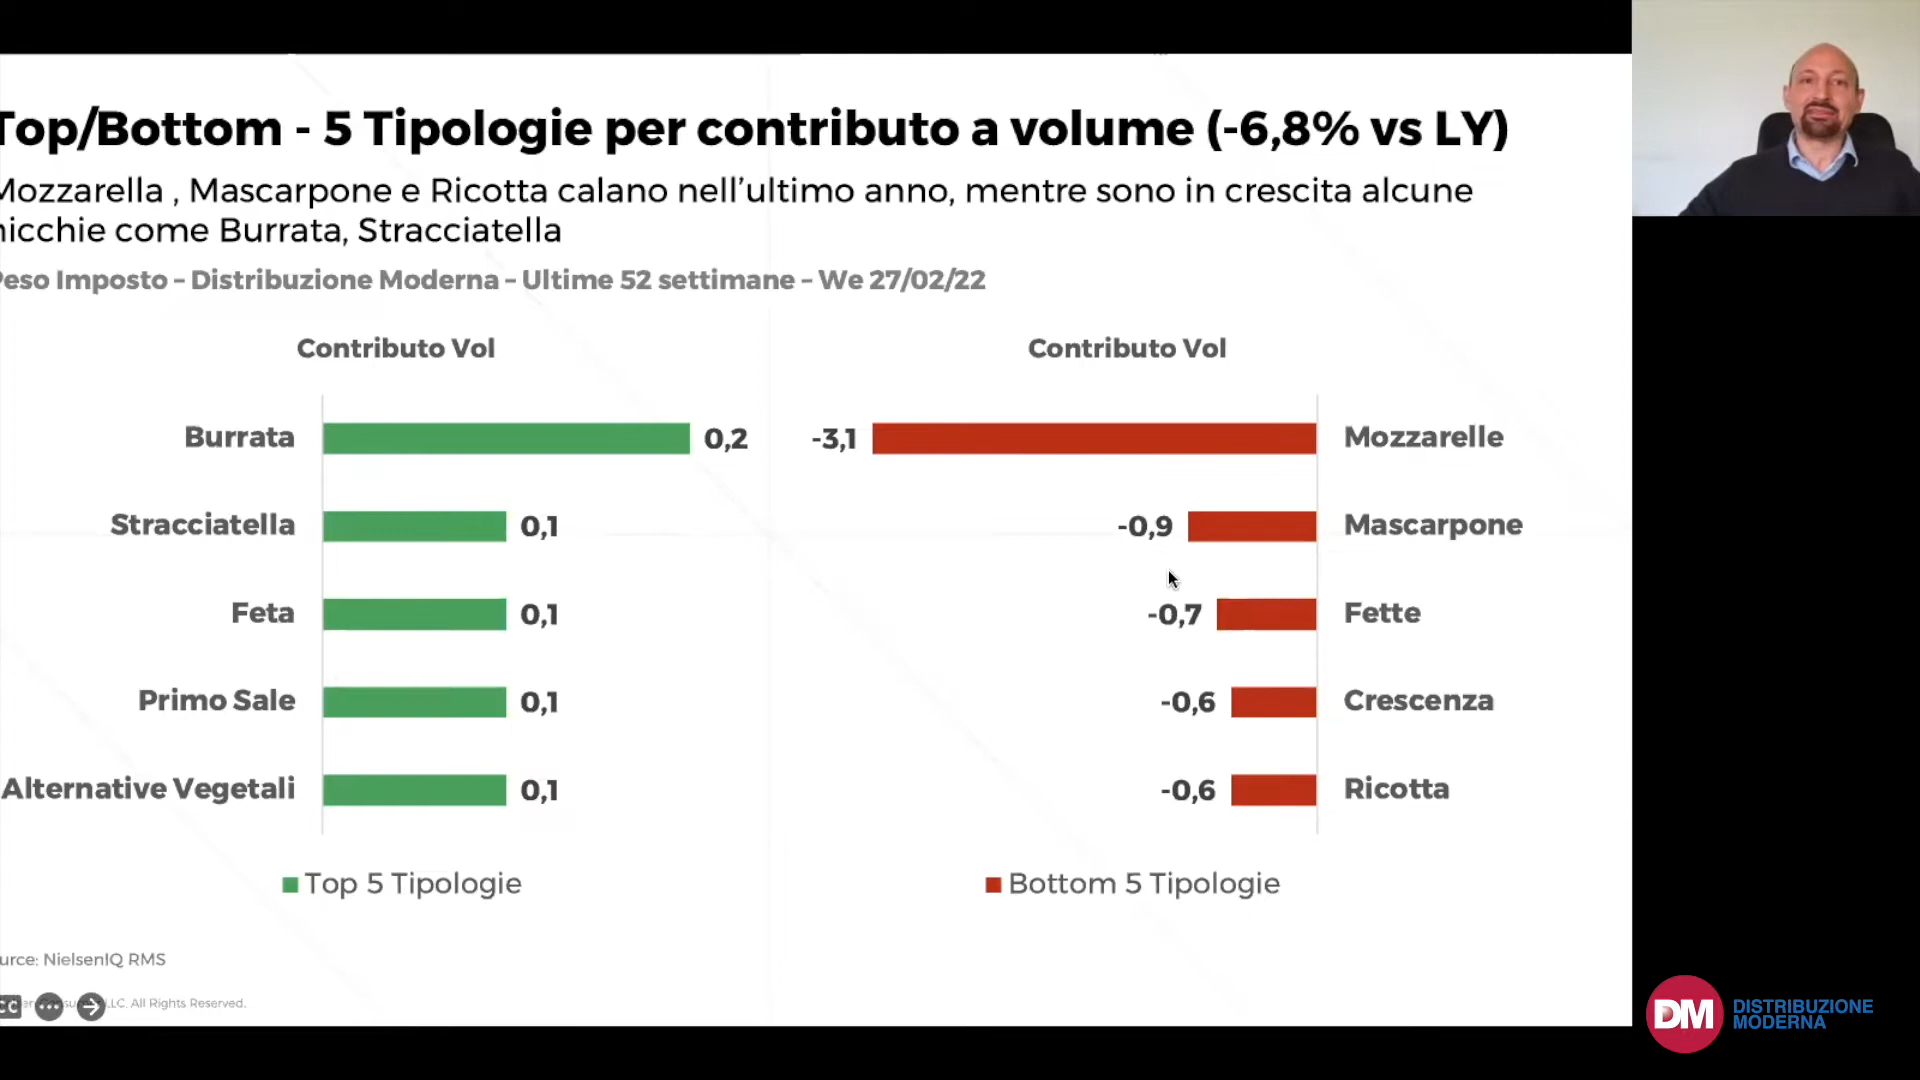 Top/Bottom - 5 Tipologie per contributo a volume (-6,8% vs LY)
Mozzarella , Mascarpone e Ricotta calano nell'ultimo anno, mentre sono in crescita alcune
nicchie come Burrata, Stracciatella
Peso Imposto – Distribuzione Moderna – Ultime 52 settimane – We 27/02/22
Contributo Vol
Burrata 0,2
Stracciatella 0,1
Feta 0,1
Primo Sale 0,1
Alternative Vegetali 0,1
Top 5 Tipologie
Contributo Vol
-3,1 Mozzarelle
-0,9 Mascarpone
-0,7 Fette
-0,6 Crescenza
-0,6 Ricotta
Bottom 5 Tipologie
urce: NielsenIQ RMS
LLC. All Rights Reserved.
CC
DM DISTRIBUZIONE
MODERNA